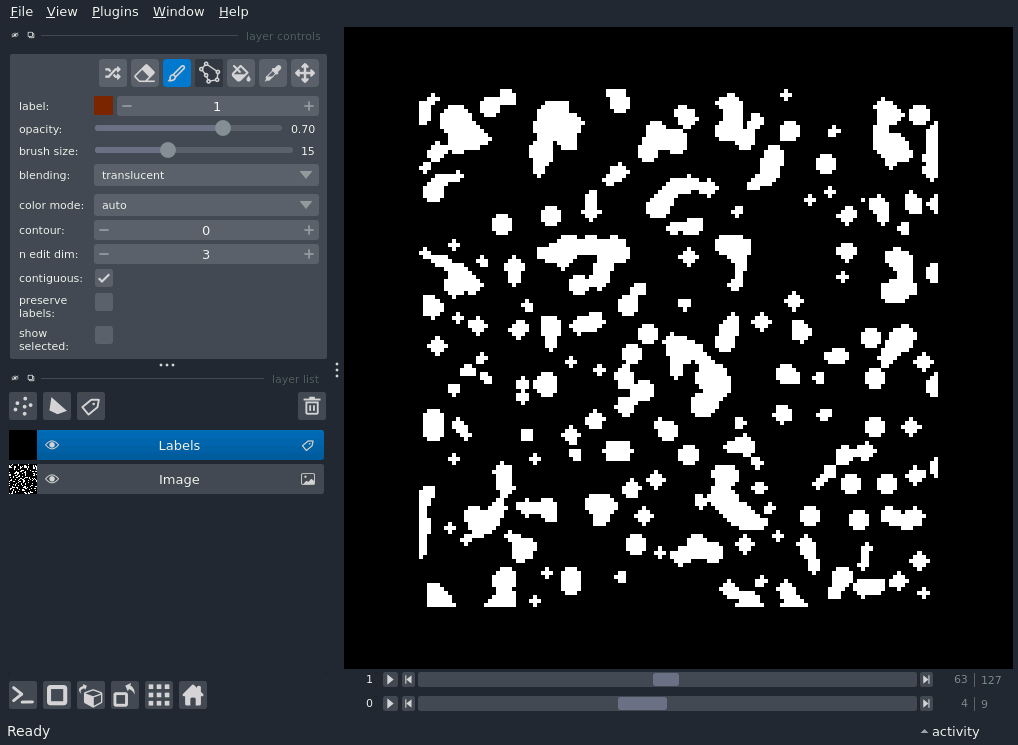 File View Plugins Window Help
layer controls
label: 1
opacity: 0.70
brush size: 15
blending: translucent
color mode: auto
contour: 0
n edit dim: 3
contiguous:
preserve
labels:
show
selected:
layer list
Labels
Image
1 63 127
0 4 9
Ready activity